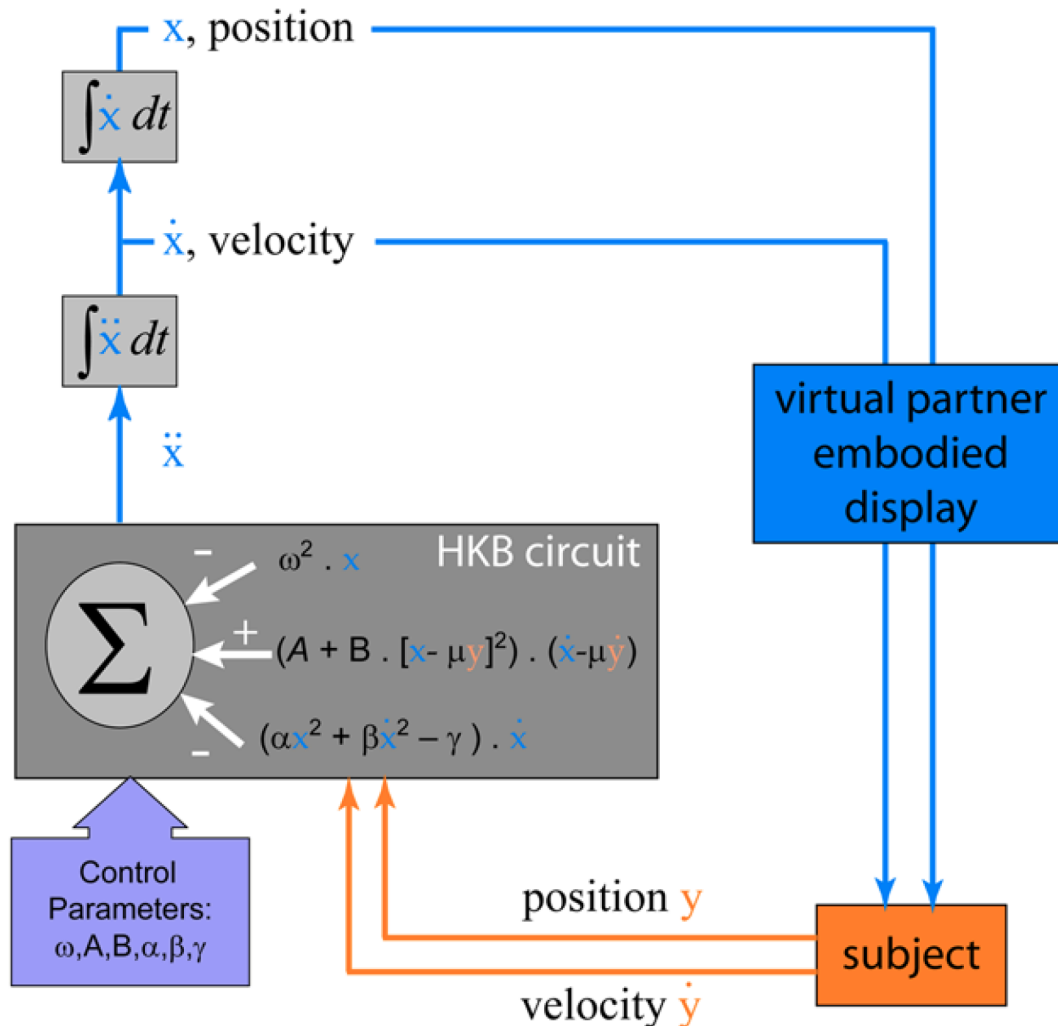 x, position
∫ẋ dt
ẋ, velocity
∫ẍ dt
ẍ
virtual partner
embodied
display
HKB circuit
Σ
− ω² . x
+ (A + B . [x- μy]²) . (ẋ-μẏ)
− (αx² + βẋ² − γ ) . ẋ
Control
Parameters:
ω,A,B,α,β,γ
position y
subject
velocity ẏ